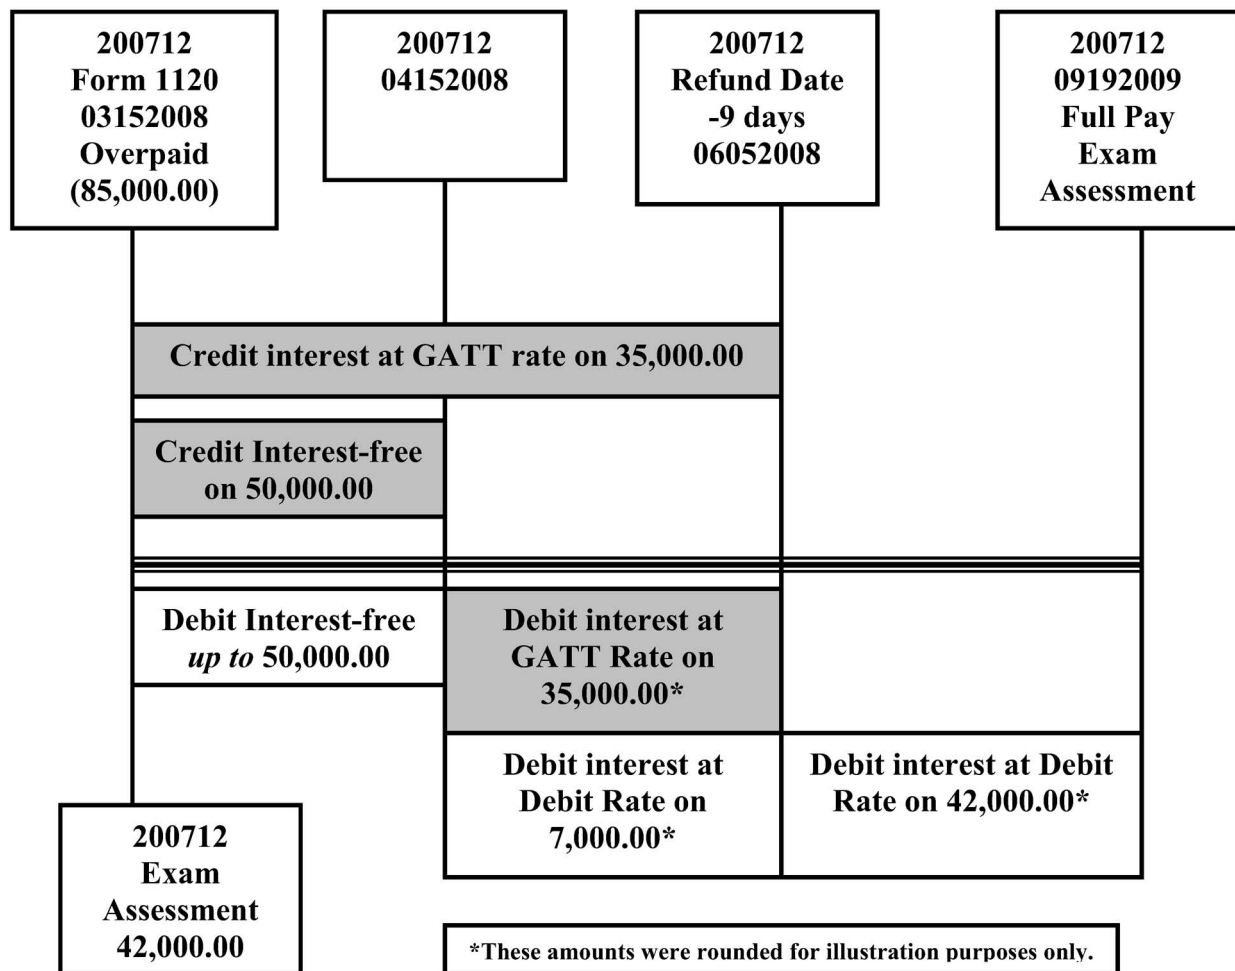 200712
Form 1120
03152008
Overpaid
(85,000.00)
200712
04152008
200712
Refund Date
-9 days
06052008
200712
09192009
Full Pay
Exam
Assessment
Credit interest at GATT rate on 35,000.00
Credit Interest-free
on 50,000.00
Debit Interest-free
up to 50,000.00
Debit interest at
GATT Rate on
35,000.00*
Debit interest at
Debit Rate on
7,000.00*
Debit interest at Debit
Rate on 42,000.00*
200712
Exam
Assessment
42,000.00
*These amounts were rounded for illustration purposes only.